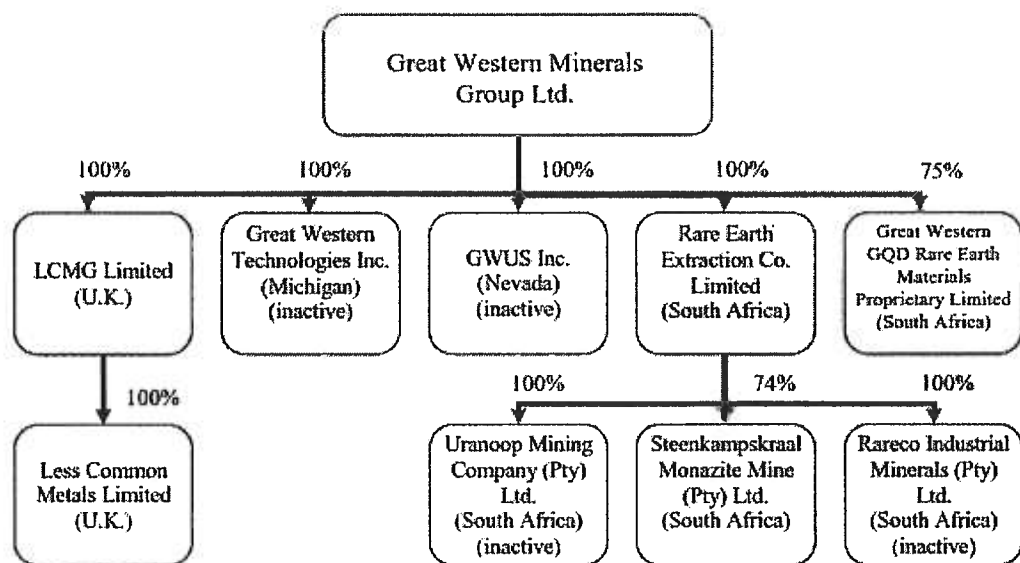 Great Western Minerals
Group Ltd.
100%
100%
100%
100%
75%
LCMG Limited
(U.K.)
Great Western
Technologies Inc.
(Michigan)
(inactive)
GWUS Inc.
(Nevada)
(inactive)
Rare Earth
Extraction Co.
Limited
(South Africa)
Great Western
GQD Rare Earth
Materials
Proprietary Limited
(South Africa)
100%
100%
74%
100%
Less Common
Metals Limited
(U.K.)
Uranoop Mining
Company (Pty)
Ltd.
(South Africa)
(inactive)
Steenkampskraal
Monazite Mine
(Pty) Ltd.
(South Africa)
Rareco Industrial
Minerals (Pty)
Ltd.
(South Africa)
(inactive)